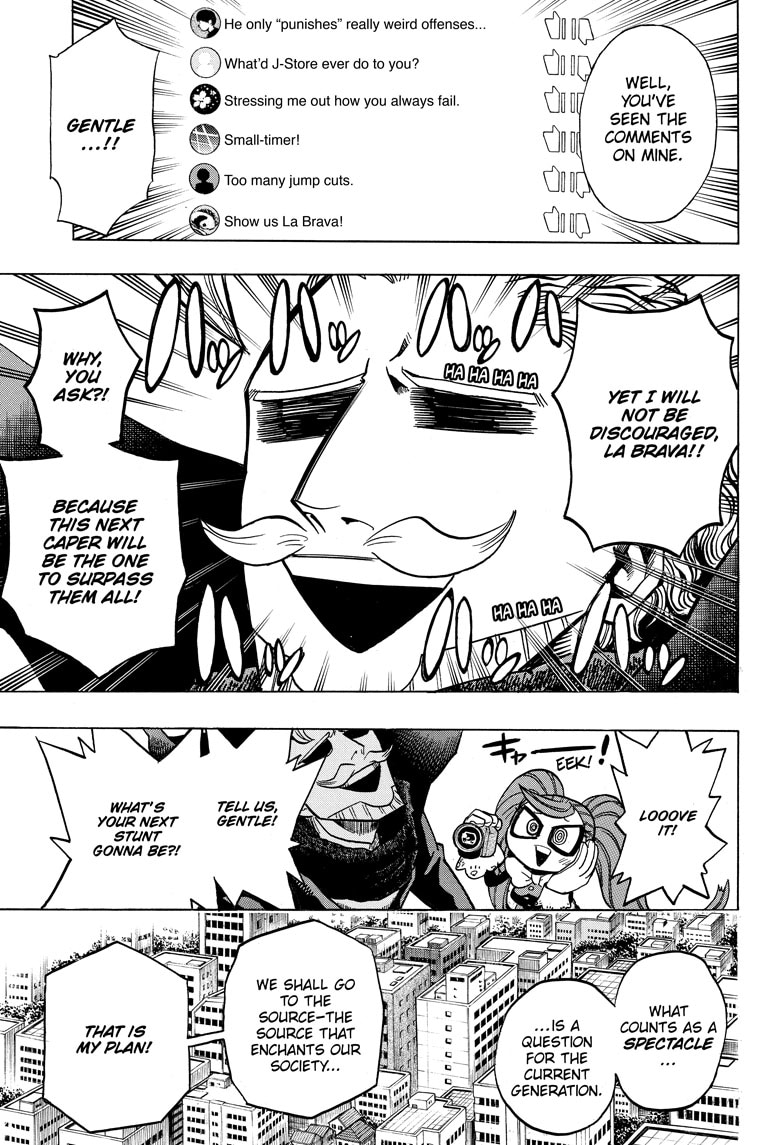 WELL,
YOU'VE
SEEN THE
COMMENTS
ON MINE.
He only “punishes” really weird offenses...
What'd J-Store ever do to you?
Stressing me out how you always fail.
Small-timer!
Too many jump cuts.
Show us La Brava!
GENTLE
...!!
YET I WILL
NOT BE
DISCOURAGED,
LA BRAVA!!
HA HA HA HA
HA HA HA
WHY,
YOU
ASK?!
BECAUSE
THIS NEXT
CAPER WILL
BE THE ONE
TO SURPASS
THEM ALL!
LOOOVE
IT!
キャー!
EEK!
TELL US,
GENTLE!
WHAT'S
YOUR NEXT
STUNT
GONNA BE?!
WHAT
COUNTS AS A
SPECTACLE
...
...IS A
QUESTION
FOR THE
CURRENT
GENERATION.
WE SHALL GO
TO THE
SOURCE—THE
SOURCE THAT
ENCHANTS OUR
SOCIETY...
THAT IS
MY PLAN!